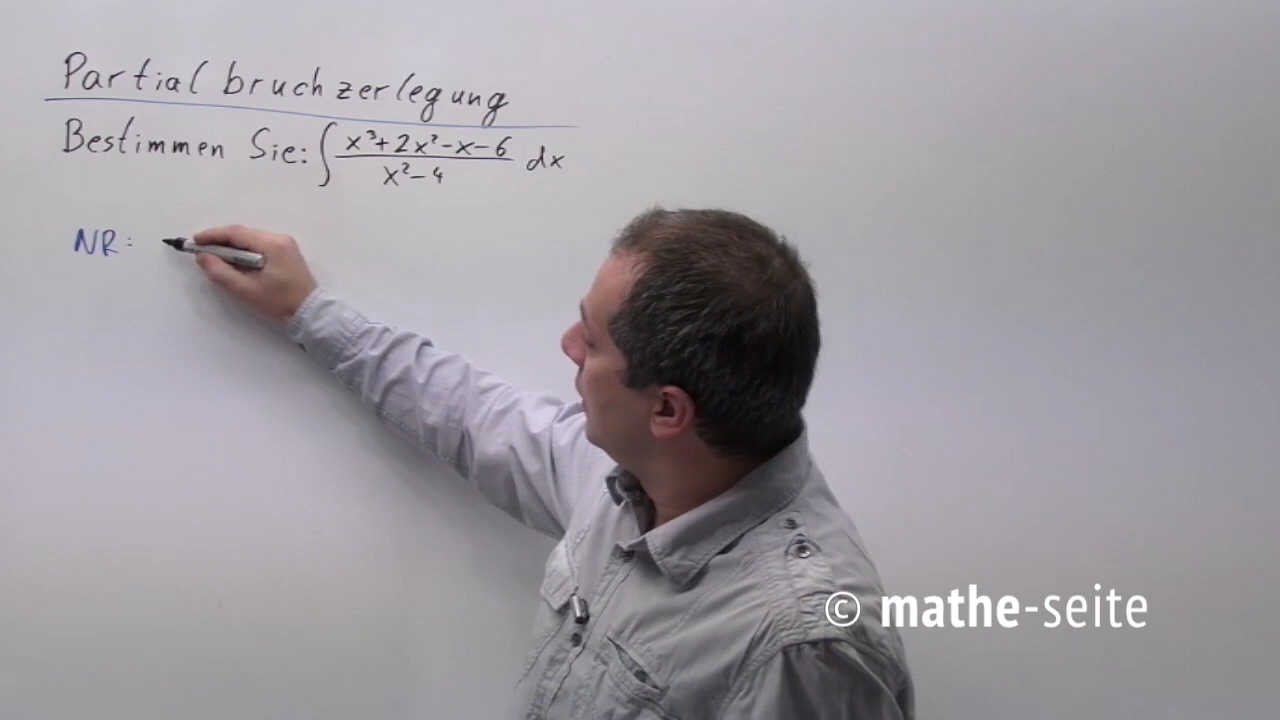 Partialbruchzerlegung
Bestimmen Sie: ∫ (x³+2x²-x-6)/(x²-4) dx
NR:
© mathe-seite